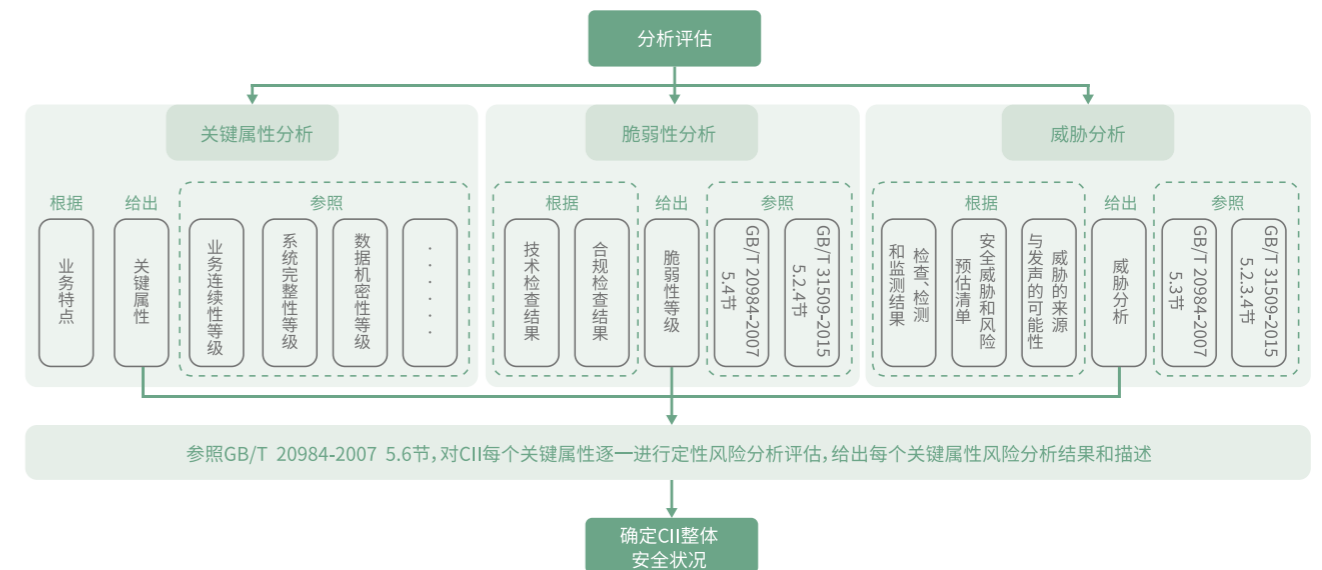 分析评估
关键属性分析
脆弱性分析
威胁分析
根据
给出
参照
根据
给出
参照
根据
给出
参照
业务特点
关键属性
业务连续性等级
系统完整性等级
数据机密性等级
······
技术检查结果
合规检查结果
脆弱性等级
GB/T 20984-2007
5.4节
GB/T 31509-2015
5.2.4节
检查、检测
和监测结果
安全威胁和风险
预估清单
威胁的来源
与发声的可能性
威胁分析
GB/T 20984-2007
5.3节
GB/T 31509-2015
5.2.3.4节
参照GB/T 20984-2007 5.6节,对CII每个关键属性逐一进行定性风险分析评估,给出每个关键属性风险分析结果和描述
确定CII整体
安全状况